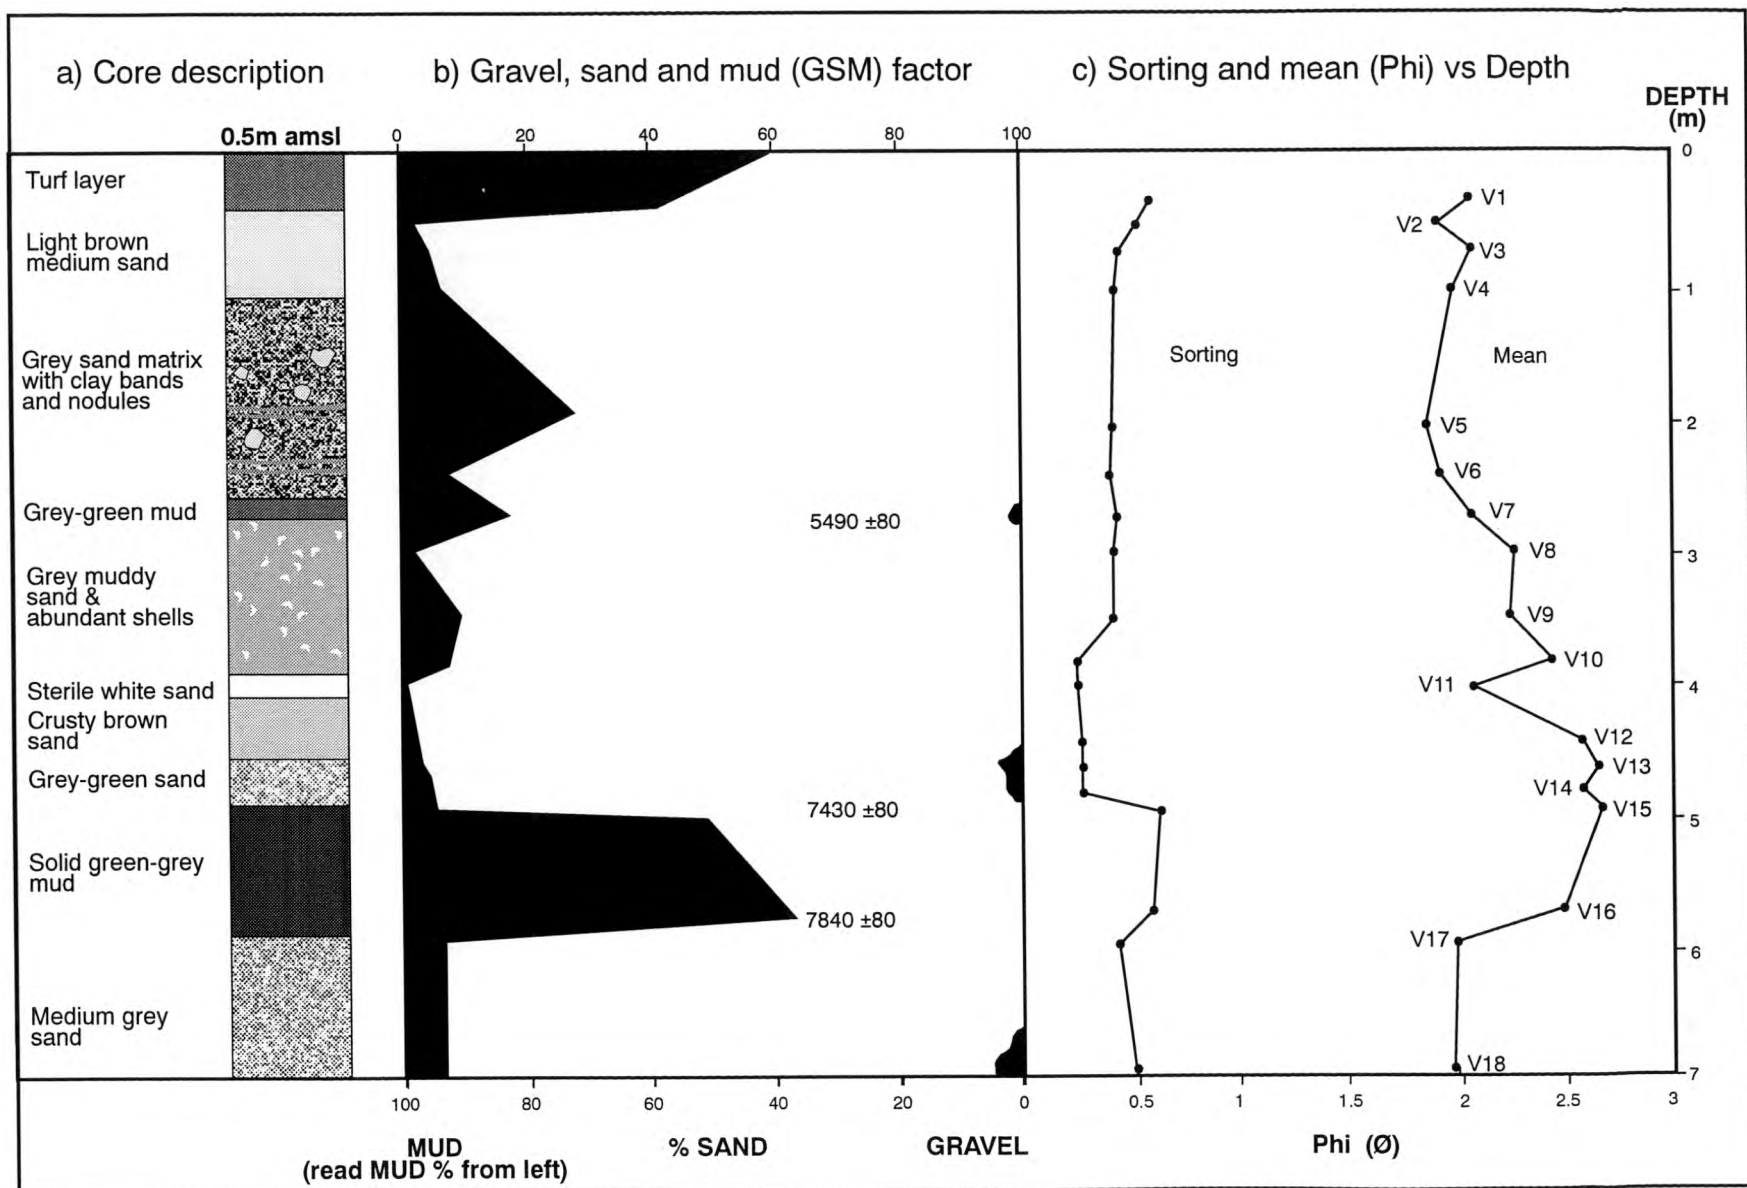 a) Core description
b) Gravel, sand and mud (GSM) factor
c) Sorting and mean (Phi) vs Depth
DEPTH
(m)
0.5m amsl
0 20 40 60 80 100
0
Turf layer
Light brown
medium sand
Grey sand matrix
with clay bands
and nodules
Grey-green mud
Grey muddy
sand &
abundant shells
Sterile white sand
Crusty brown
sand
Grey-green sand
Solid green-grey
mud
Medium grey
sand
5490 ±80
7430 ±80
7840 ±80
Sorting
Mean
V1
V2
V3
V4
V5
V6
V7
V8
V9
V10
V11
V12
V13
V14
V15
V16
V17
V18
1
2
3
4
5
6
7
100 80 60 40 20 0
0.5 1 1.5 2 2.5 3
MUD
(read MUD % from left)
% SAND
GRAVEL
Phi (Ø)